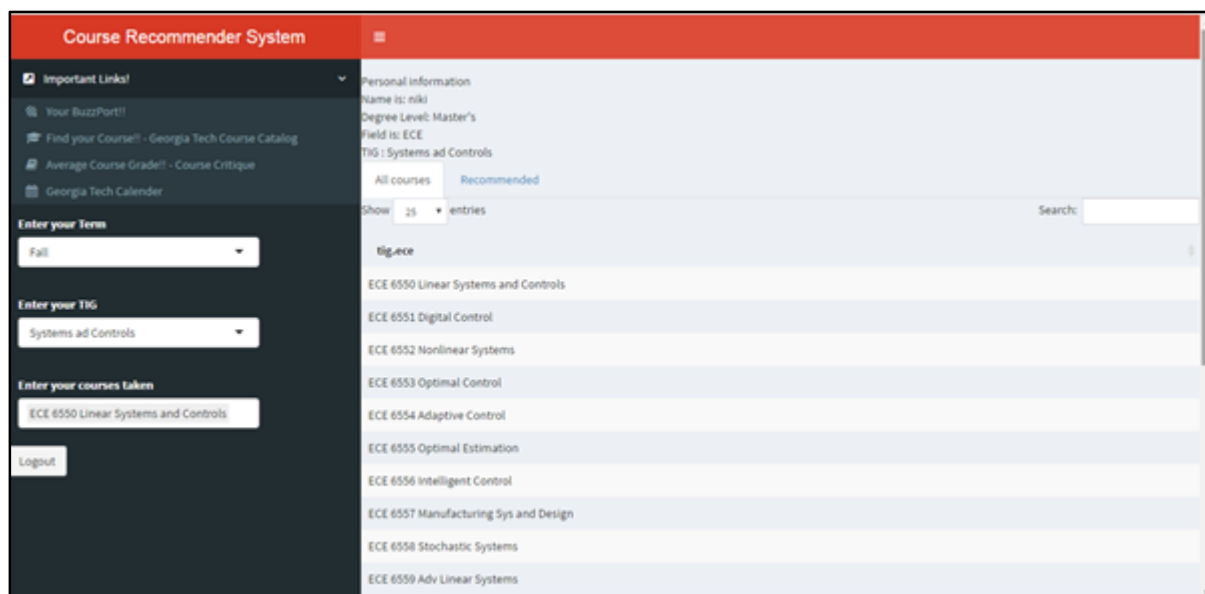 Course Recommender System
Important Links!
Your BuzzPort!!
Find your Course!! - Georgia Tech Course Catalog
Average Course Grade!! - Course Critique
Georgia Tech Calender
Enter your Term
Fall
Enter your TIG
Systems ad Controls
Enter your courses taken
ECE 6550 Linear Systems and Controls
Logout
Personal information
Name is: niki
Degree Level: Master's
Field is: ECE
TIG : Systems ad Controls
All courses Recommended
Show 25 entries Search:
tig.ece
ECE 6550 Linear Systems and Controls
ECE 6551 Digital Control
ECE 6552 Nonlinear Systems
ECE 6553 Optimal Control
ECE 6554 Adaptive Control
ECE 6555 Optimal Estimation
ECE 6556 Intelligent Control
ECE 6557 Manufacturing Sys and Design
ECE 6558 Stochastic Systems
ECE 6559 Adv Linear Systems